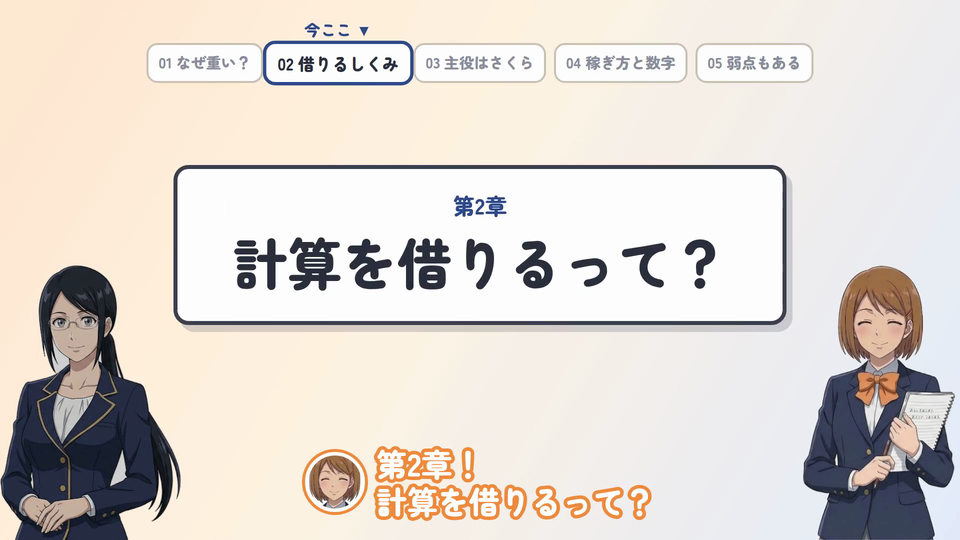 今ここ ▼
01 なぜ重い？
02 借りるしくみ
03 主役はさくら
04 稼ぎ方と数字
05 弱点もある
第2章
計算を借りるって？
第2章！
計算を借りるって？